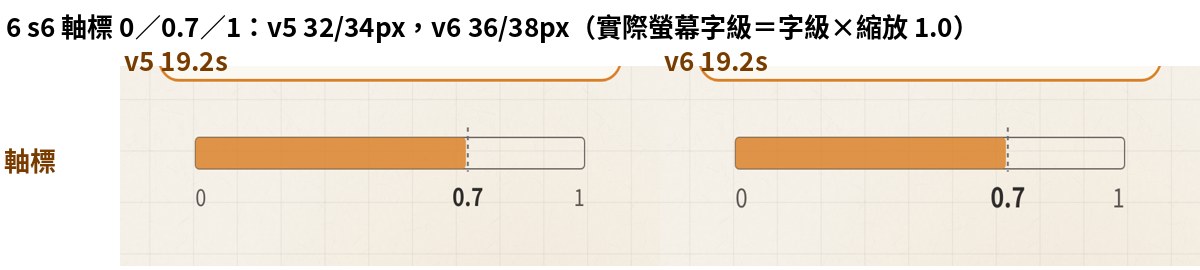 6 s6 軸標 0／0.7／1：v5 32/34px，v6 36/38px（實際螢幕字級＝字級×縮放 1.0）
v5 19.2s
v6 19.2s
軸標
0 0.7 1
0 0.7 1